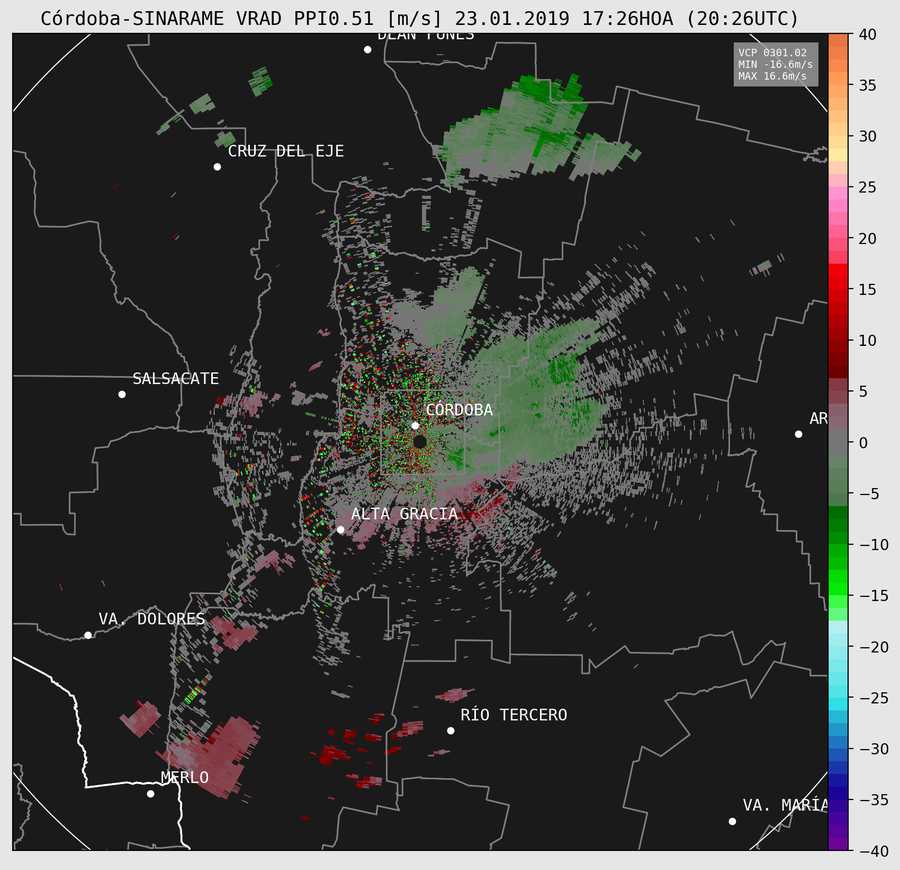 Córdoba-SINARAME VRAD PPI0.51 [m/s] 23.01.2019 17:26HOA (20:26UTC)
DEAN FUNES
VCP 0301.02
MIN -16.6m/s
MAX 16.6m/s
CRUZ DEL EJE
SALSACATE
CÓRDOBA
AR
ALTA GRACIA
VA. DOLORES
RÍO TERCERO
MERLO
VA. MARÍA
40
35
30
25
20
15
10
5
0
−5
−10
−15
−20
−25
−30
−35
−40